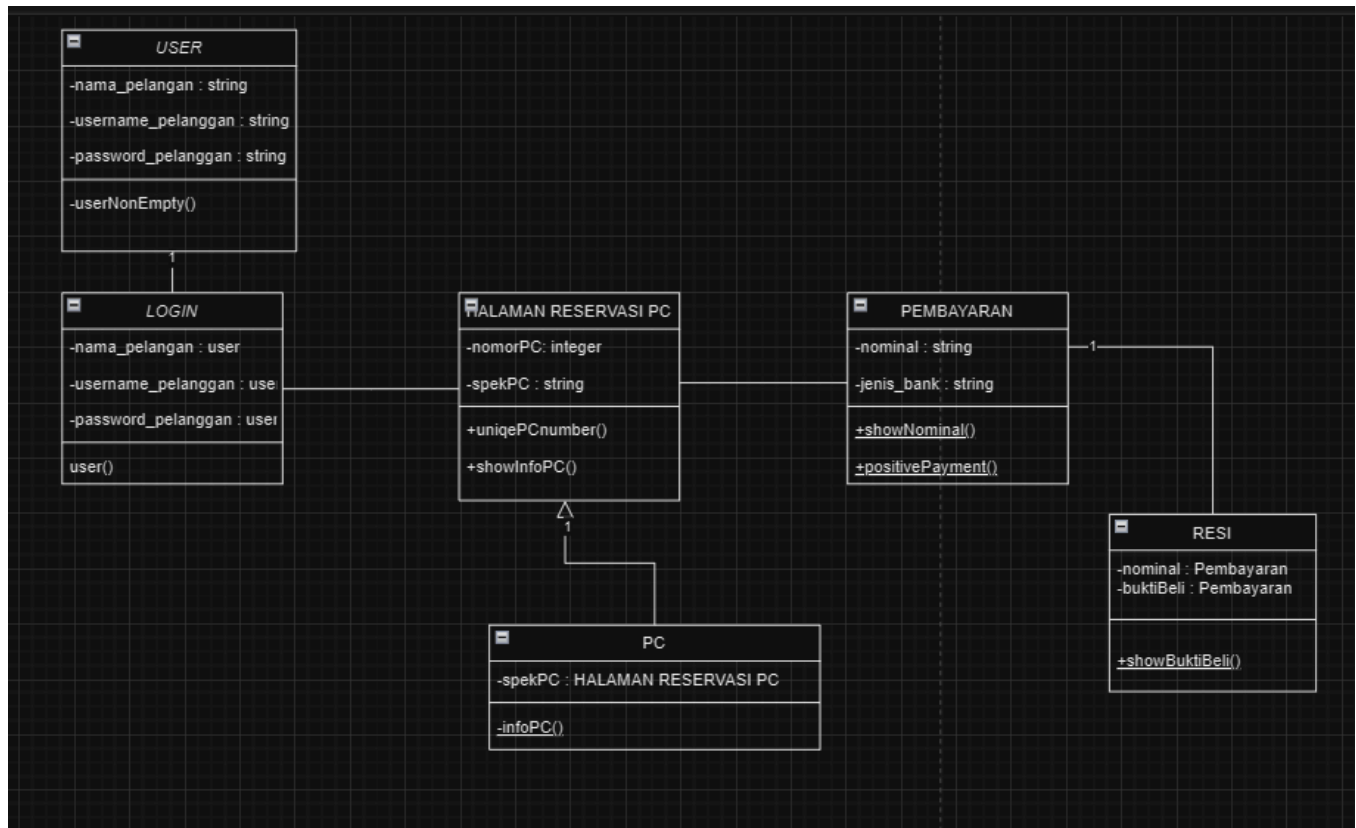 USER
-nama_pelangan : string
-username_pelanggan : string
-password_pelanggan : string
-userNonEmpty()
1
LOGIN
-nama_pelangan : user
-username_pelanggan : use
-password_pelanggan : user
user()
HALAMAN RESERVASI PC
-nomorPC: integer
-spekPC : string
+uniqePCnumber()
+showInfoPC()
1
PEMBAYARAN
-nominal : string
-jenis_bank : string
+showNominal()
+positivePayment()
1
RESI
-nominal : Pembayaran
-buktiBeli : Pembayaran
+showBuktiBeli()
PC
-spekPC : HALAMAN RESERVASI PC
-infoPC()